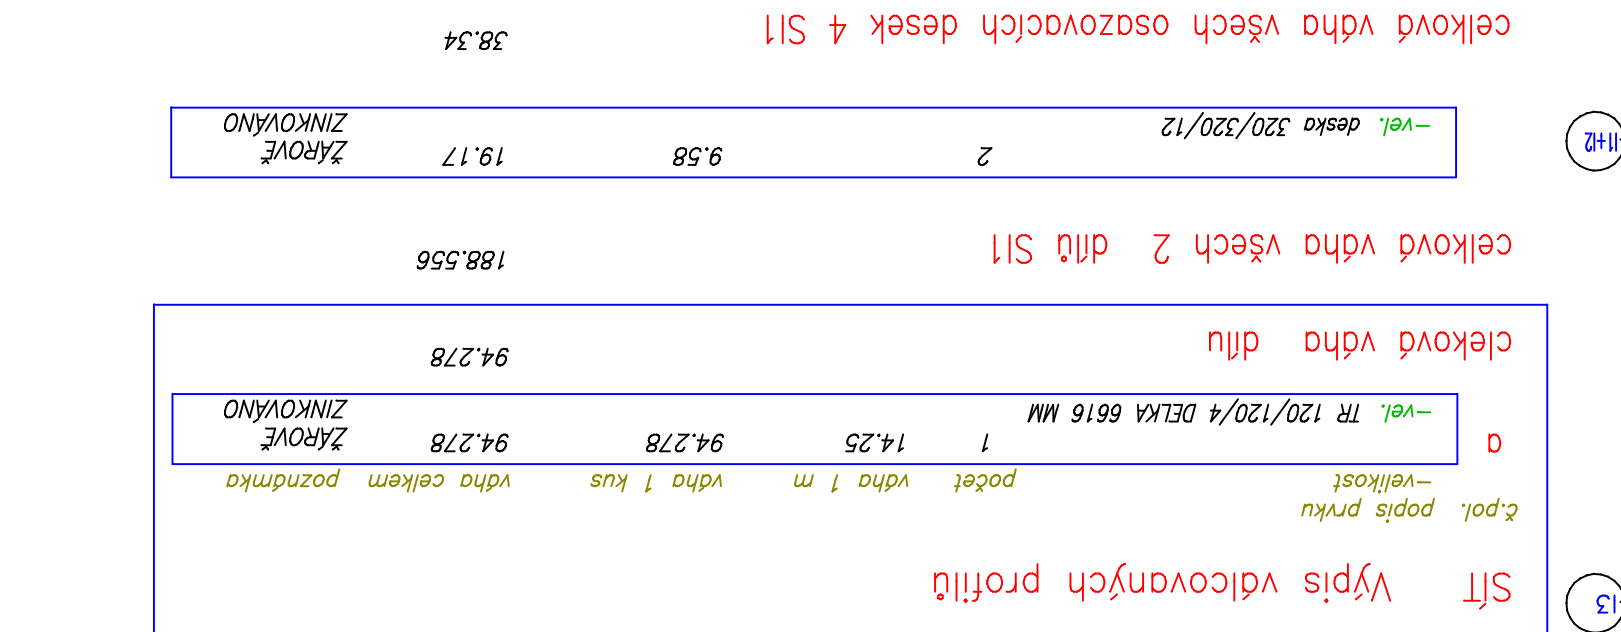 SÍŤ Výpis válcovaných profilů
č.pol. popis prvku
-velikost počet váha 1 m váha 1 kus váha celkem poznámka
a 1 14.25 94.278 94.278 ŽÁROVĚ
-vel. TR 120/120/4 DELKA 6616 MM ZINKOVÁNO
cleková váha dílu 94.278
celková váha všech 2 dílů Sl1 188.556
2 9.58 19.17 ŽÁROVĚ
-vel. deska 320/320/12 ZINKOVÁNO
celková váha všech osazovacích desek 4 Sl1 38.34